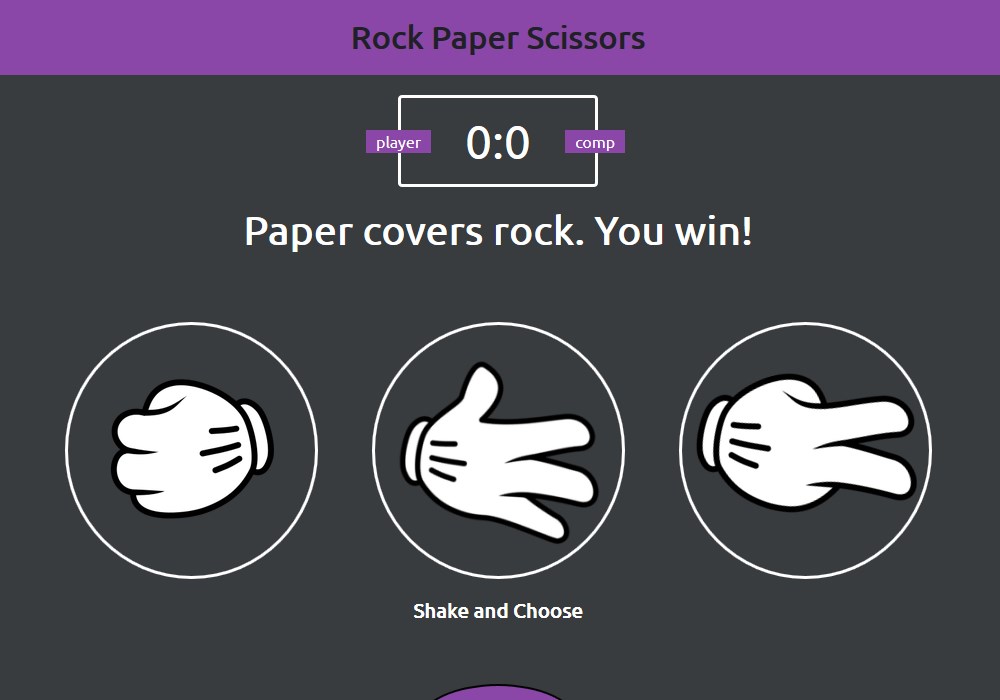 Rock Paper Scissors
player 0:0 comp
Paper covers rock. You win!
Shake and Choose